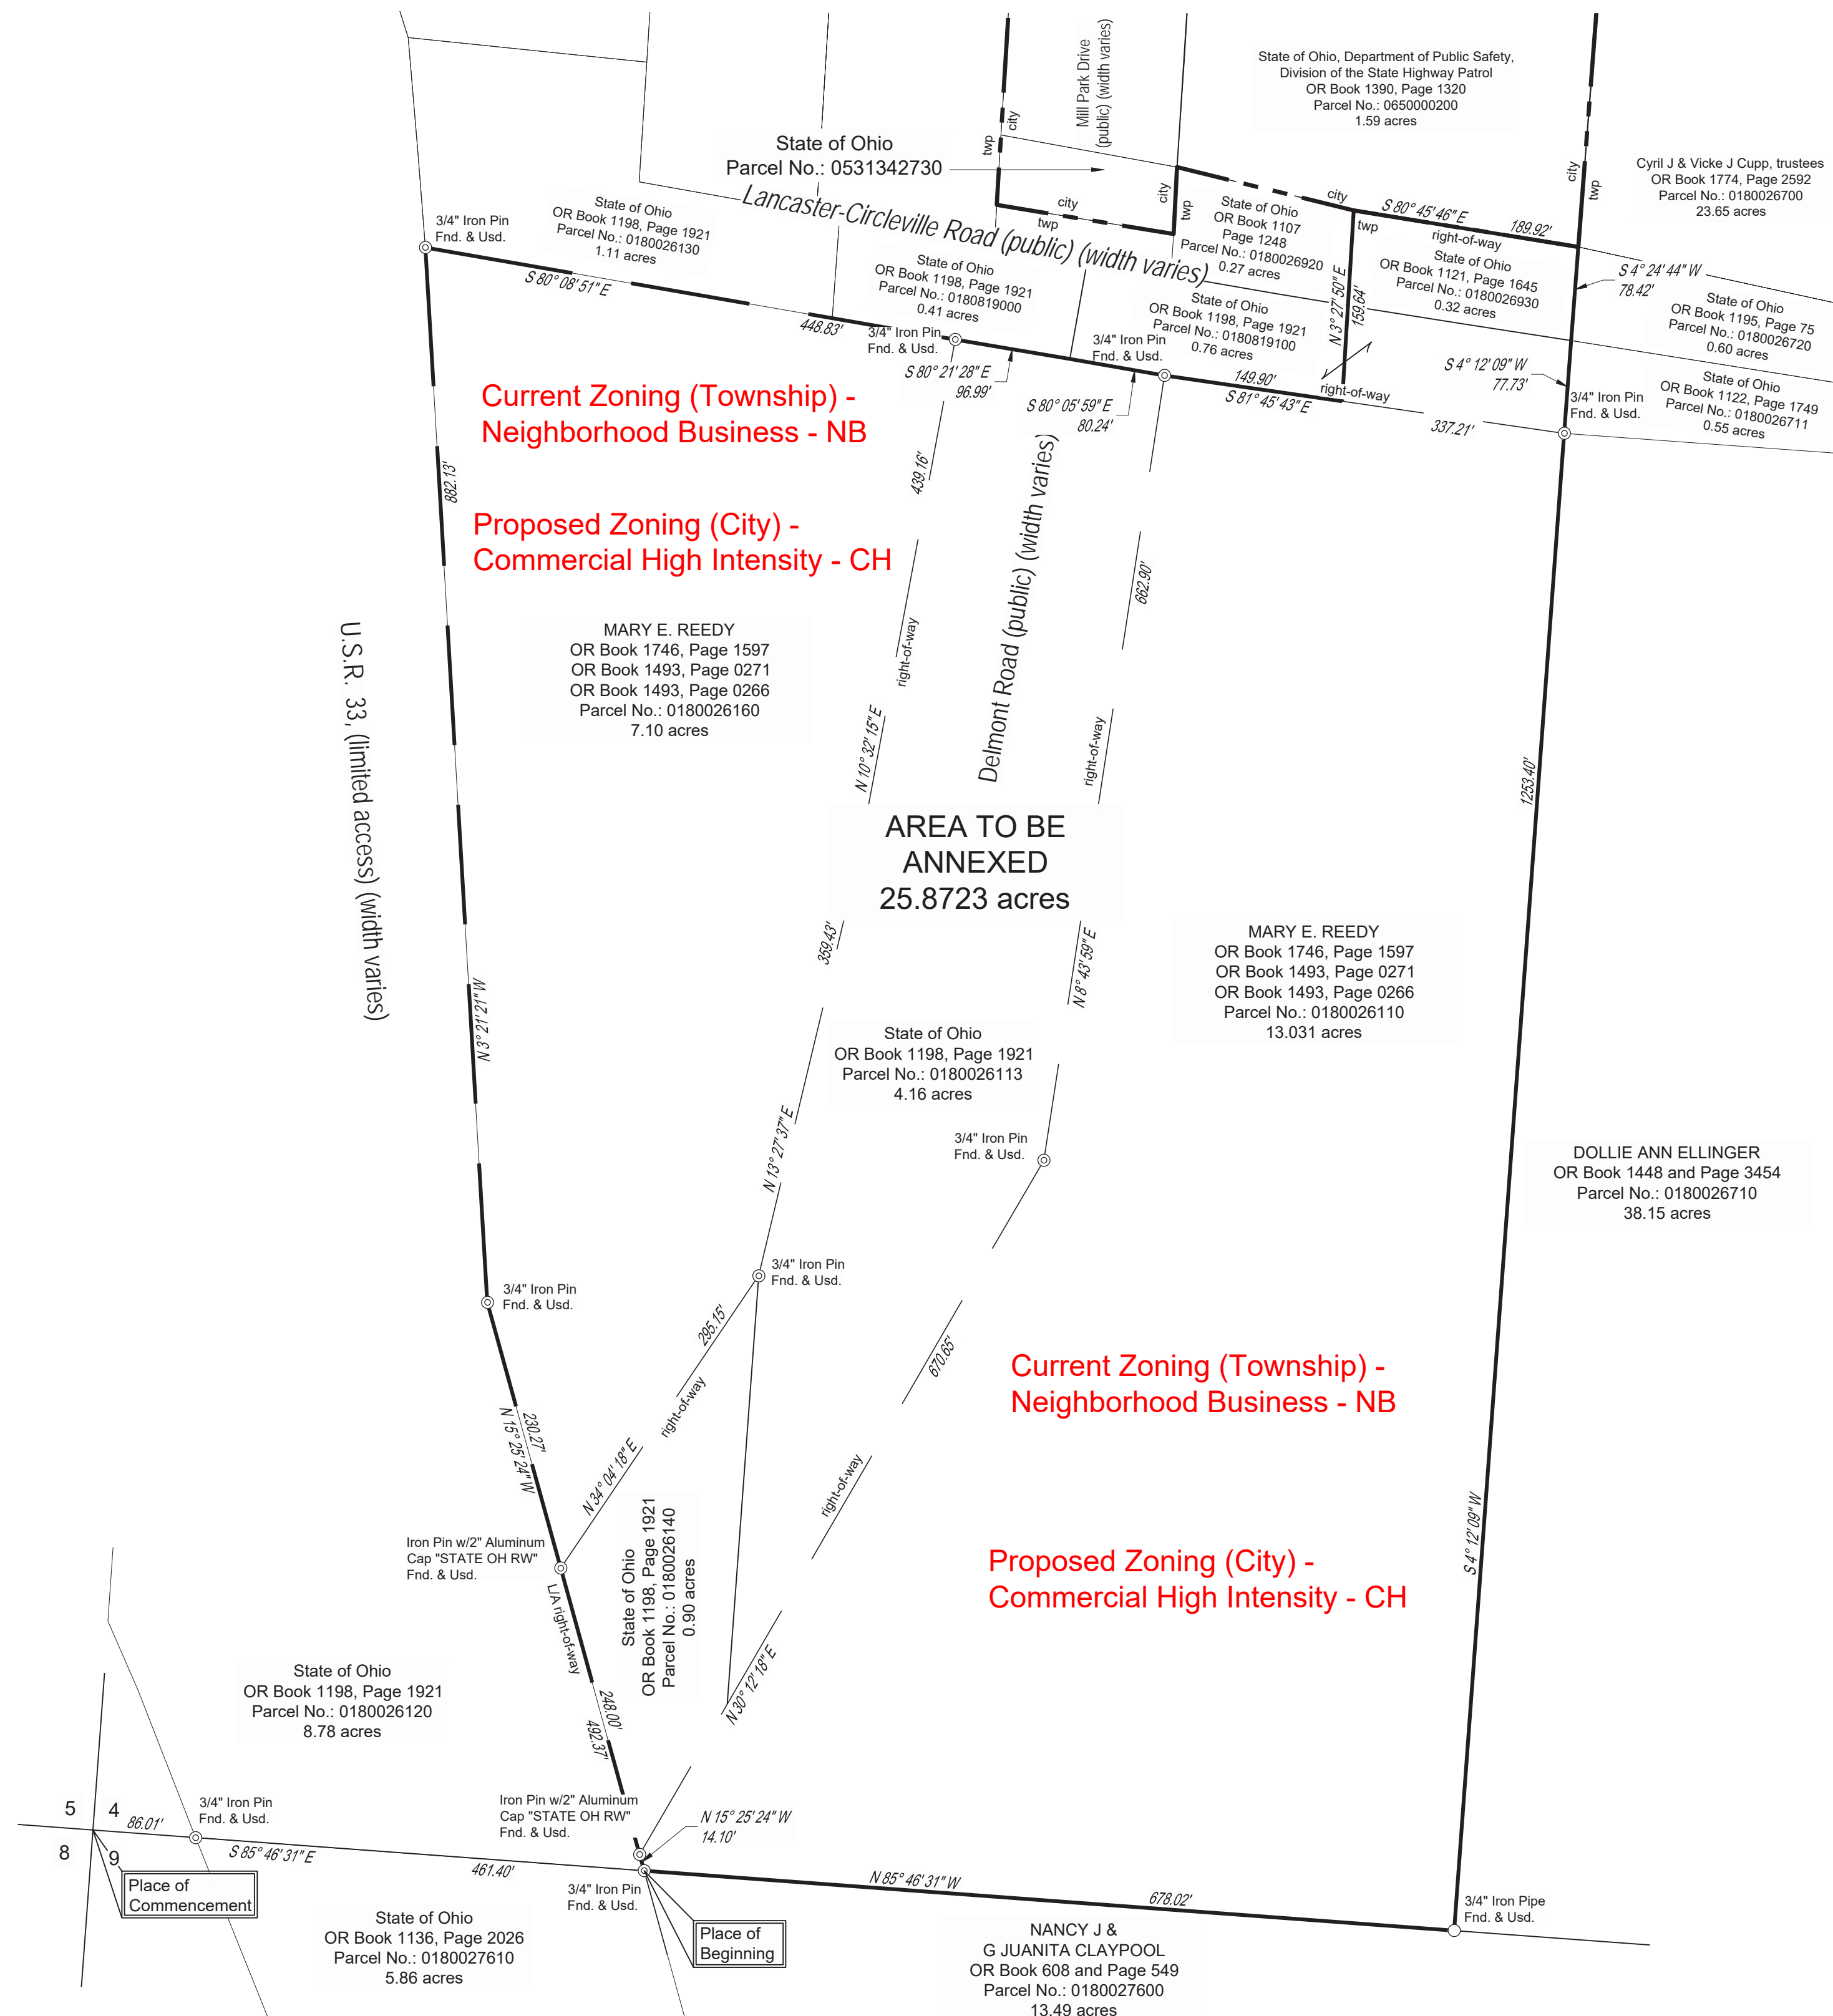 Mill Park Drive
(public) (width varies)
State of Ohio, Department of Public Safety,
Division of the State Highway Patrol
OR Book 1390, Page 1320
Parcel No.: 0650000200
1.59 acres
twp
city
State of Ohio
Parcel No.: 0531342730
city
twp
Cyril J & Vicke J Cupp, trustees
OR Book 1774, Page 2592
Parcel No.: 0180026700
23.65 acres
city
twp
city
twp
city
twp
S 80° 45' 46" E
189.92'
right-of-way
Lancaster-Circleville Road (public) (width varies)
3/4" Iron Pin
Fnd. & Usd.
State of Ohio
OR Book 1198, Page 1921
Parcel No.: 0180026130
1.11 acres
State of Ohio
OR Book 1107
Page 1248
Parcel No.: 0180026920
0.27 acres
State of Ohio
OR Book 1121, Page 1645
Parcel No.: 0180026930
0.32 acres
S 4° 24' 44" W
78.42'
State of Ohio
OR Book 1195, Page 75
Parcel No.: 0180026720
0.60 acres
S 80° 08' 51" E
448.83'
State of Ohio
OR Book 1198, Page 1921
Parcel No.: 0180819000
0.41 acres
State of Ohio
OR Book 1198, Page 1921
Parcel No.: 0180819100
0.76 acres
N 3° 27' 50" E
159.64'
3/4" Iron Pin
Fnd. & Usd.
3/4" Iron Pin
Fnd. & Usd.
S 80° 21' 28" E
96.99'
S 80° 05' 59" E
80.24'
149.90'
S 81° 45' 43" E
right-of-way
337.21'
S 4° 12' 09" W
77.73'
3/4" Iron Pin
Fnd. & Usd.
State of Ohio
OR Book 1122, Page 1749
Parcel No.: 0180026711
0.55 acres
Current Zoning (Township) -
Neighborhood Business - NB
Proposed Zoning (City) -
Commercial High Intensity - CH
882.13'
439.16'
Delmont Road (public) (width varies)
662.90'
U.S.R. 33, (limited access) (width varies)
MARY E. REEDY
OR Book 1746, Page 1597
OR Book 1493, Page 0271
OR Book 1493, Page 0266
Parcel No.: 0180026160
7.10 acres
right-of-way
N 10° 32' 15" E
right-of-way
1253.40'
AREA TO BE
ANNEXED
25.8723 acres
359.43'
N 8° 43' 59" E
N 3° 21' 21" W
MARY E. REEDY
OR Book 1746, Page 1597
OR Book 1493, Page 0271
OR Book 1493, Page 0266
Parcel No.: 0180026110
13.031 acres
State of Ohio
OR Book 1198, Page 1921
Parcel No.: 0180026113
4.16 acres
N 13° 27' 37" E
3/4" Iron Pin
Fnd. & Usd.
DOLLIE ANN ELLINGER
OR Book 1448 and Page 3454
Parcel No.: 0180026710
38.15 acres
3/4" Iron Pin
Fnd. & Usd.
3/4" Iron Pin
Fnd. & Usd.
295.15'
right-of-way
N 34° 04' 18" E
670.65'
right-of-way
Current Zoning (Township) -
Neighborhood Business - NB
230.27'
N 15° 25' 24" W
Iron Pin w/2" Aluminum
Cap "STATE OH RW"
Fnd. & Usd.
L/A right-of-way
State of Ohio
OR Book 1198, Page 1921
Parcel No.: 0180026140
0.90 acres
Proposed Zoning (City) -
Commercial High Intensity - CH
S 4° 12' 09" W
N 30° 12' 18" E
State of Ohio
OR Book 1198, Page 1921
Parcel No.: 0180026120
8.78 acres
248.00'
492.37'
5
4
8
9
86.01'
3/4" Iron Pin
Fnd. & Usd.
Iron Pin w/2" Aluminum
Cap "STATE OH RW"
Fnd. & Usd.
N 15° 25' 24" W
14.10'
S 85° 46' 31" E
461.40'
Place of
Commencement
3/4" Iron Pin
Fnd. & Usd.
N 85° 46' 31" W
678.02'
3/4" Iron Pipe
Fnd. & Usd.
State of Ohio
OR Book 1136, Page 2026
Parcel No.: 0180027610
5.86 acres
Place of
Beginning
NANCY J &
G JUANITA CLAYPOOL
OR Book 608 and Page 549
Parcel No.: 0180027600
13.49 acres